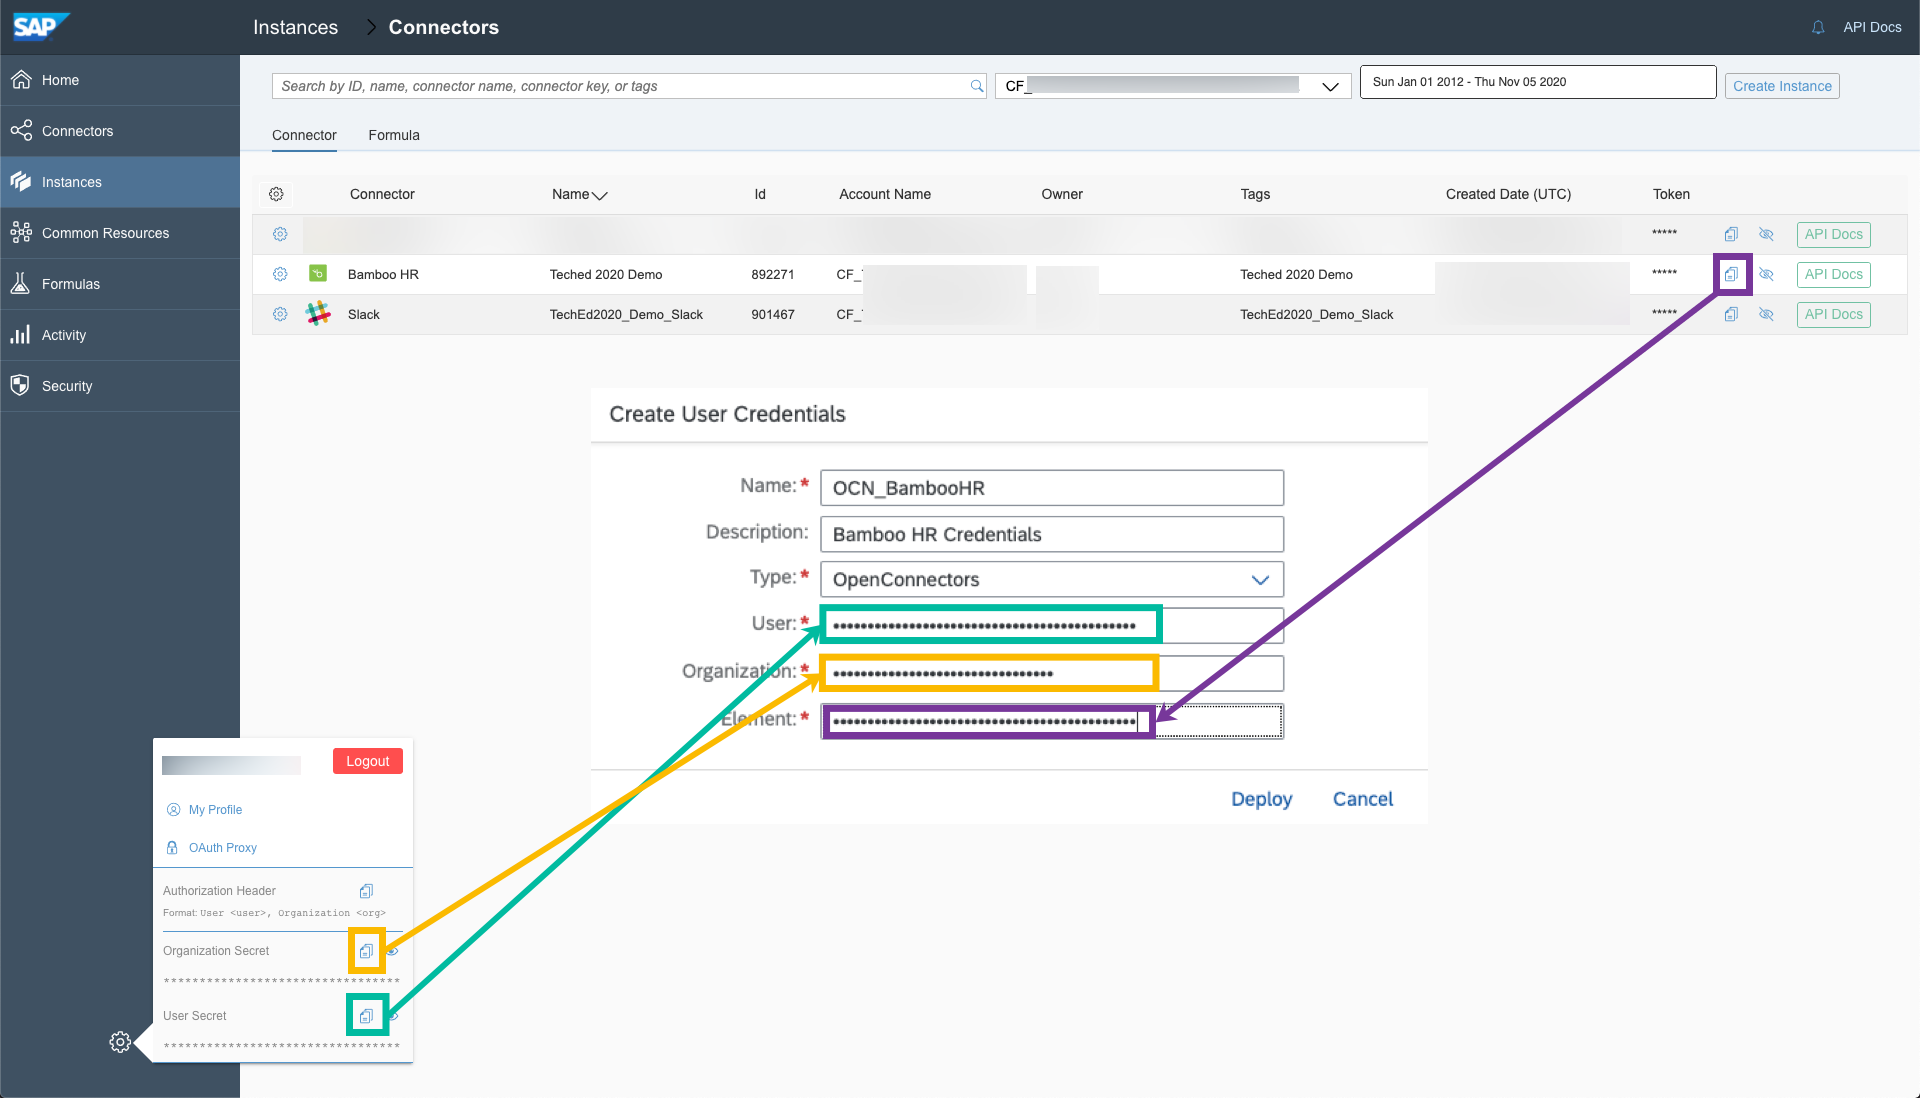 SAP
Instances > Connectors
API Docs
Home
Connectors
Instances
Common Resources
Formulas
Activity
Security
Search by ID, name, connector name, connector key, or tags
CF_
Sun Jan 01 2012 - Thu Nov 05 2020
Create Instance
Connector Formula
Connector Name Id Account Name Owner Tags Created Date (UTC) Token
***** API Docs
Bamboo HR Teched 2020 Demo 892271 CF_ Teched 2020 Demo ***** API Docs
Slack TechEd2020_Demo_Slack 901467 CF_ TechEd2020_Demo_Slack ***** API Docs
Create User Credentials
Name:* OCN_BambooHR
Description: Bamboo HR Credentials
Type:* OpenConnectors
User:*
Organization:*
Element:*
Deploy Cancel
Logout
My Profile
OAuth Proxy
Authorization Header
Format: User <user>, Organization <org>
Organization Secret
*********************************
User Secret
*********************************